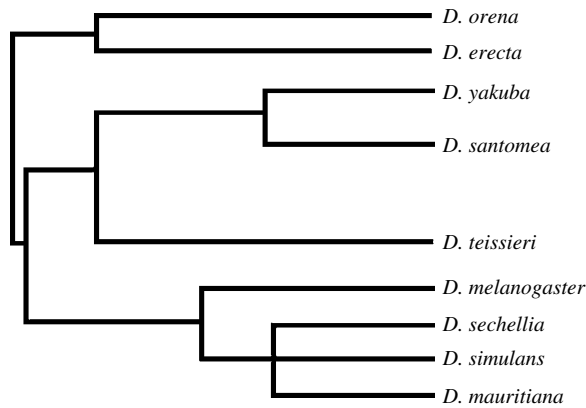 D. orena
D. erecta
D. yakuba
D. santomea
D. teissieri
D. melanogaster
D. sechellia
D. simulans
D. mauritiana